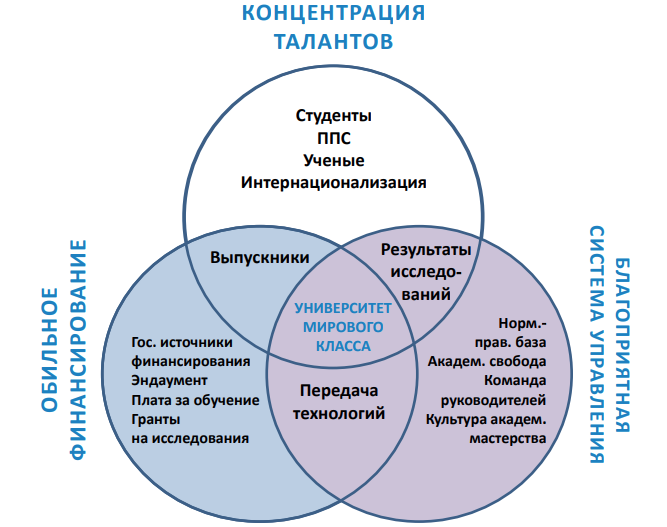 КОНЦЕНТРАЦИЯ
ТАЛАНТОВ
Студенты
ППС
Ученые
Интернационализация
Выпускники
Результаты
исследо-
ваний
УНИВЕРСИТЕТ
МИРОВОГО
КЛАССА
ОБИЛЬНОЕ
ФИНАНСИРОВАНИЕ
Гос. источники
финансирования
Эндаумент
Плата за обучение
Гранты
на исследования
Передача
технологий
Норм.-
прав. база
Академ. свобода
Команда
руководителей
Культура академ.
мастерства
БЛАГОПРИЯТНАЯ
СИСТЕМА УПРАВЛЕНИЯ